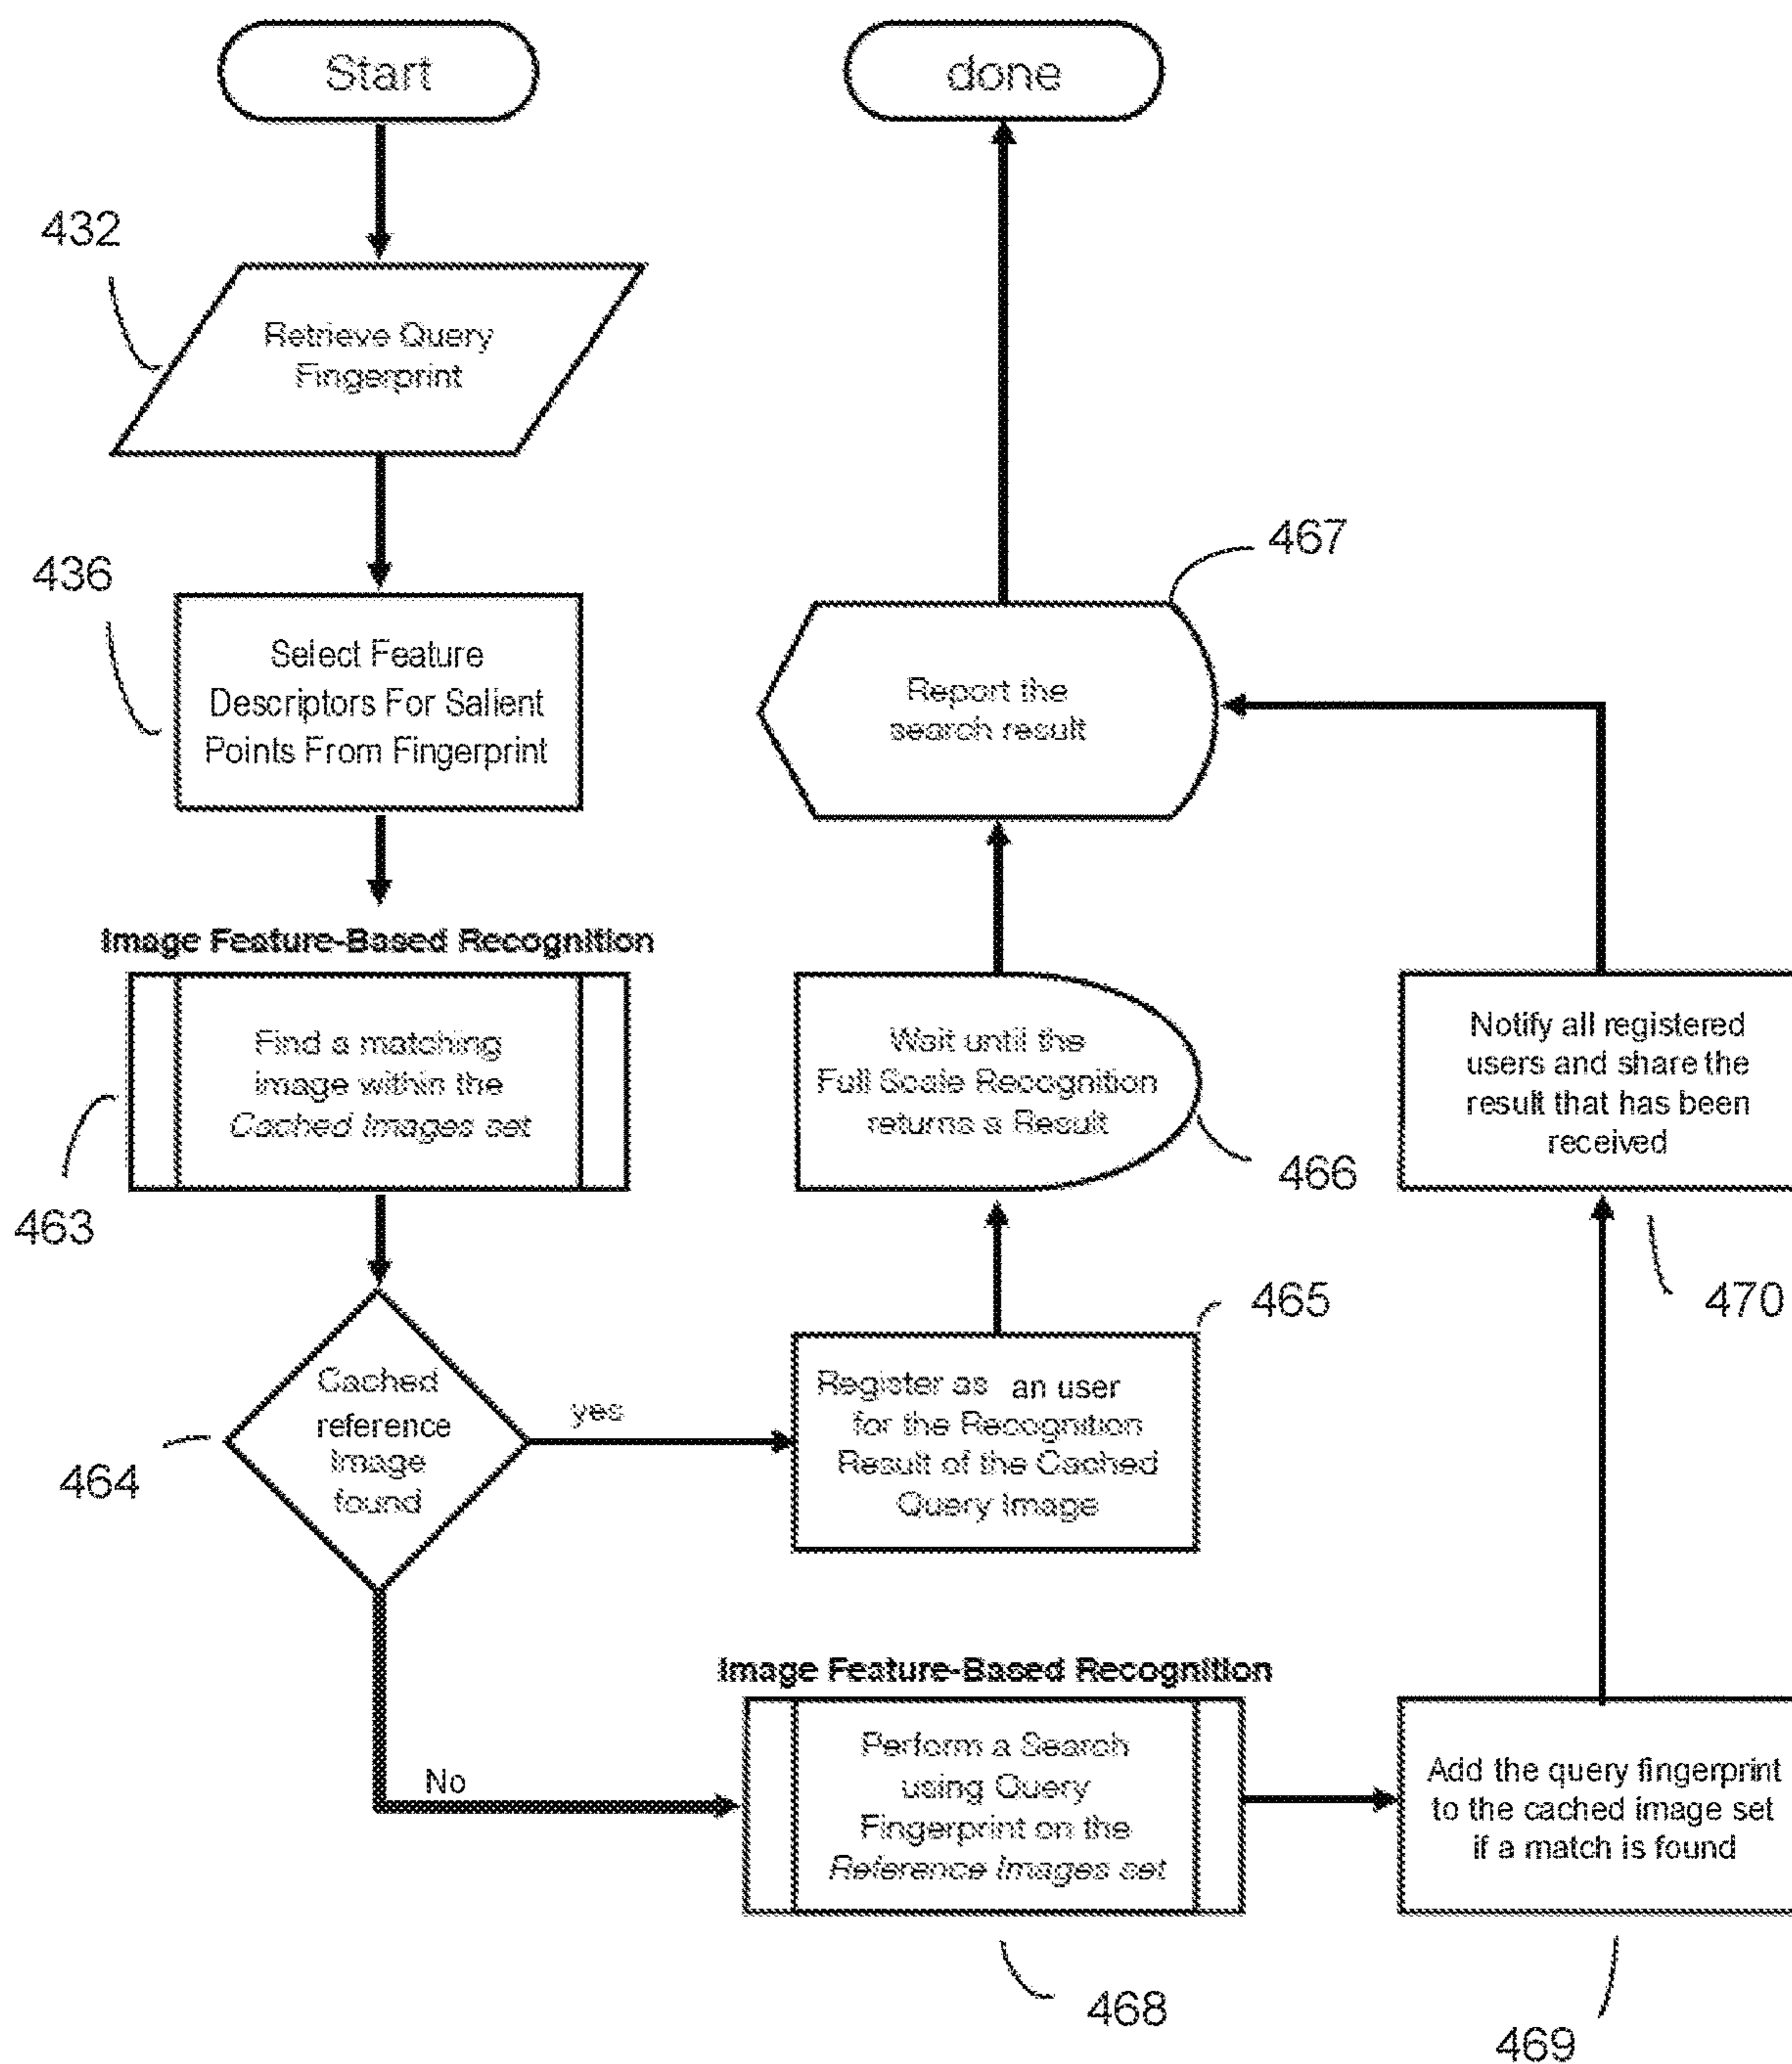 Start
done
432
Retrieve Query
Fingerprint
436
Select Feature
Descriptors For Salient
Points From Fingerprint
467
Report the
search result
Image Feature-Based Recognition
Find a matching
image within the
Cached Images set
463
Wait until the
Full Scale Recognition
returns a Result
466
Notify all registered
users and share the
result that has been
received
470
Cached
reference
Image
found
464
yes
465
Register as an user
for the Recognition
Result of the Cached
Query Image
No
Image Feature-Based Recognition
Perform a Search
using Query
Fingerprint on the
Reference Images set
468
Add the query fingerprint
to the cached image set
if a match is found
469